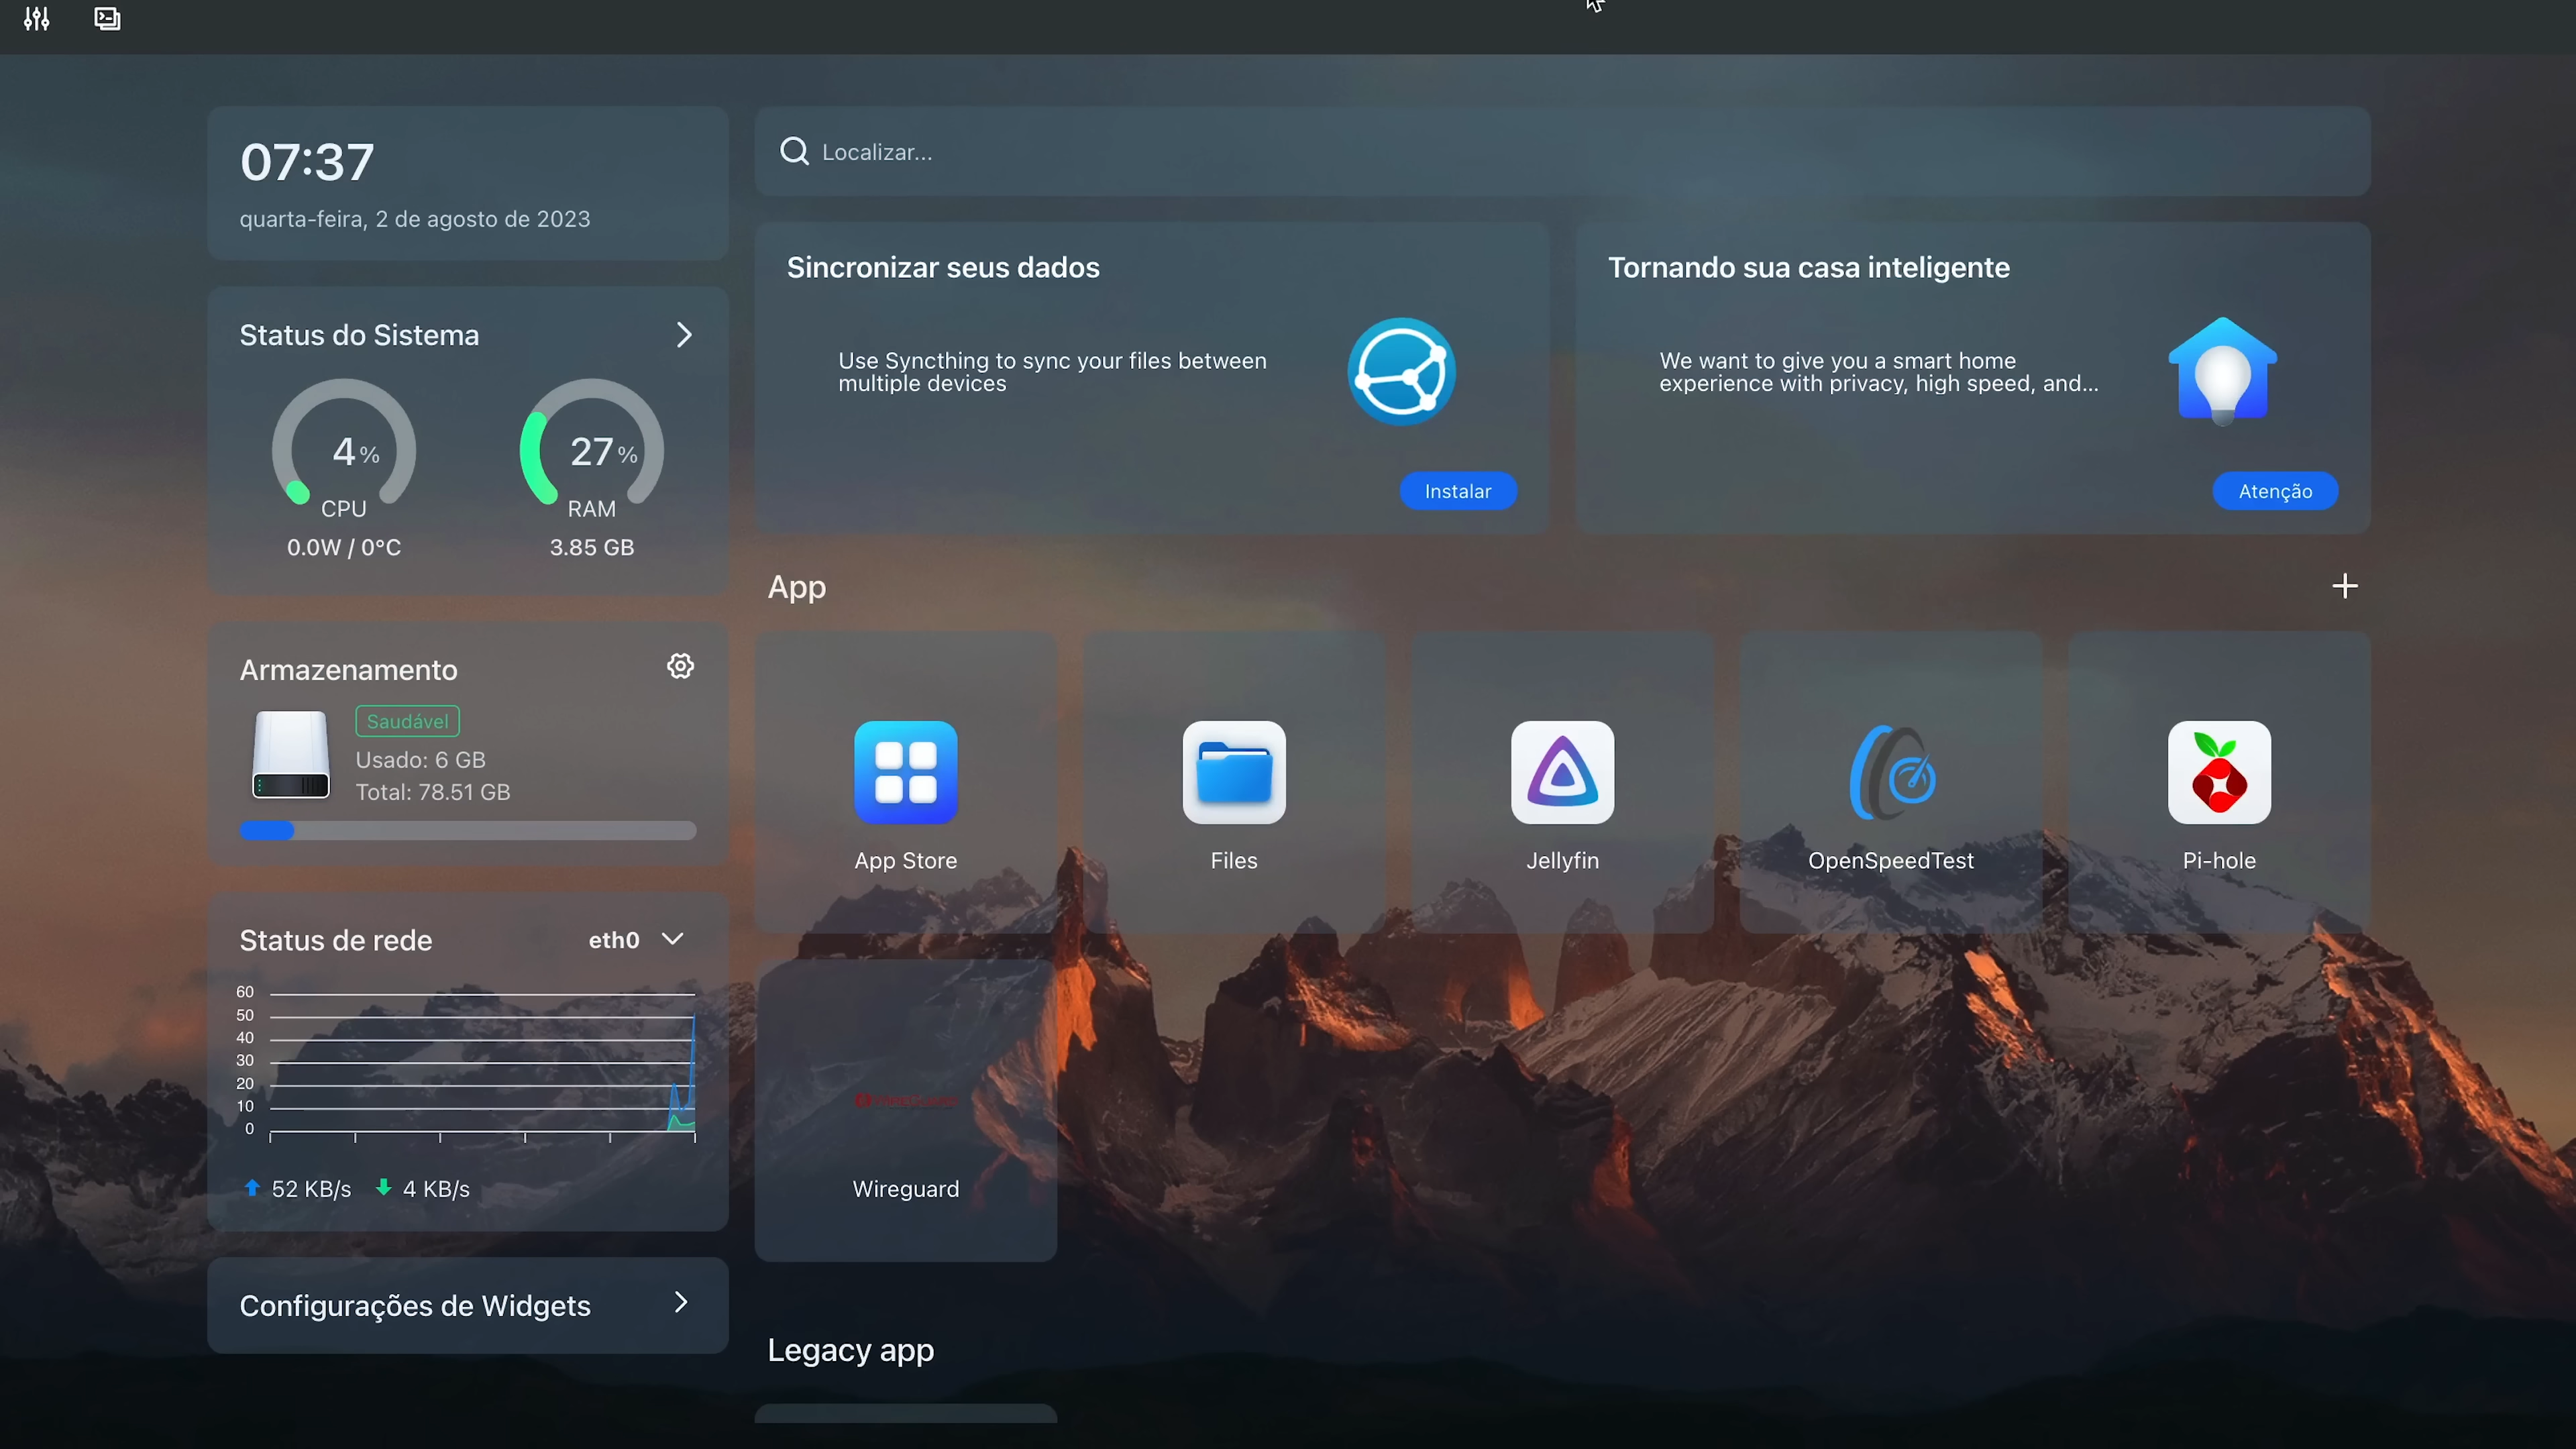 07:37
quarta-feira, 2 de agosto de 2023
Localizar...
Status do Sistema
4%
CPU
0.0W / 0°C
27%
RAM
3.85 GB
Sincronizar seus dados
Use Syncthing to sync your files between
multiple devices
Instalar
Tornando sua casa inteligente
We want to give you a smart home
experience with privacy, high speed, and...
Atenção
Armazenamento
Saudável
Usado: 6 GB
Total: 78.51 GB
App
App Store
Files
Jellyfin
OpenSpeedTest
Pi-hole
Status de rede
eth0
60
50
40
30
20
10
0
52 KB/s
4 KB/s
Wireguard
Configurações de Widgets
Legacy app